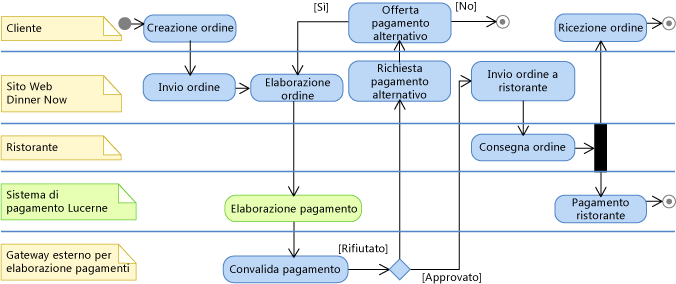 Cliente
Creazione ordine
[Sì]
Offerta
pagamento
alternativo
[No]
Ricezione ordine
Sito Web
Dinner Now
Invio ordine
Elaborazione
ordine
Richiesta
pagamento
alternativo
Invio ordine a
ristorante
Ristorante
Consegna ordine
Sistema di
pagamento Lucerne
Elaborazione pagamento
Pagamento
ristorante
Gateway esterno per
elaborazione pagamenti
Convalida pagamento
[Rifiutato]
[Approvato]